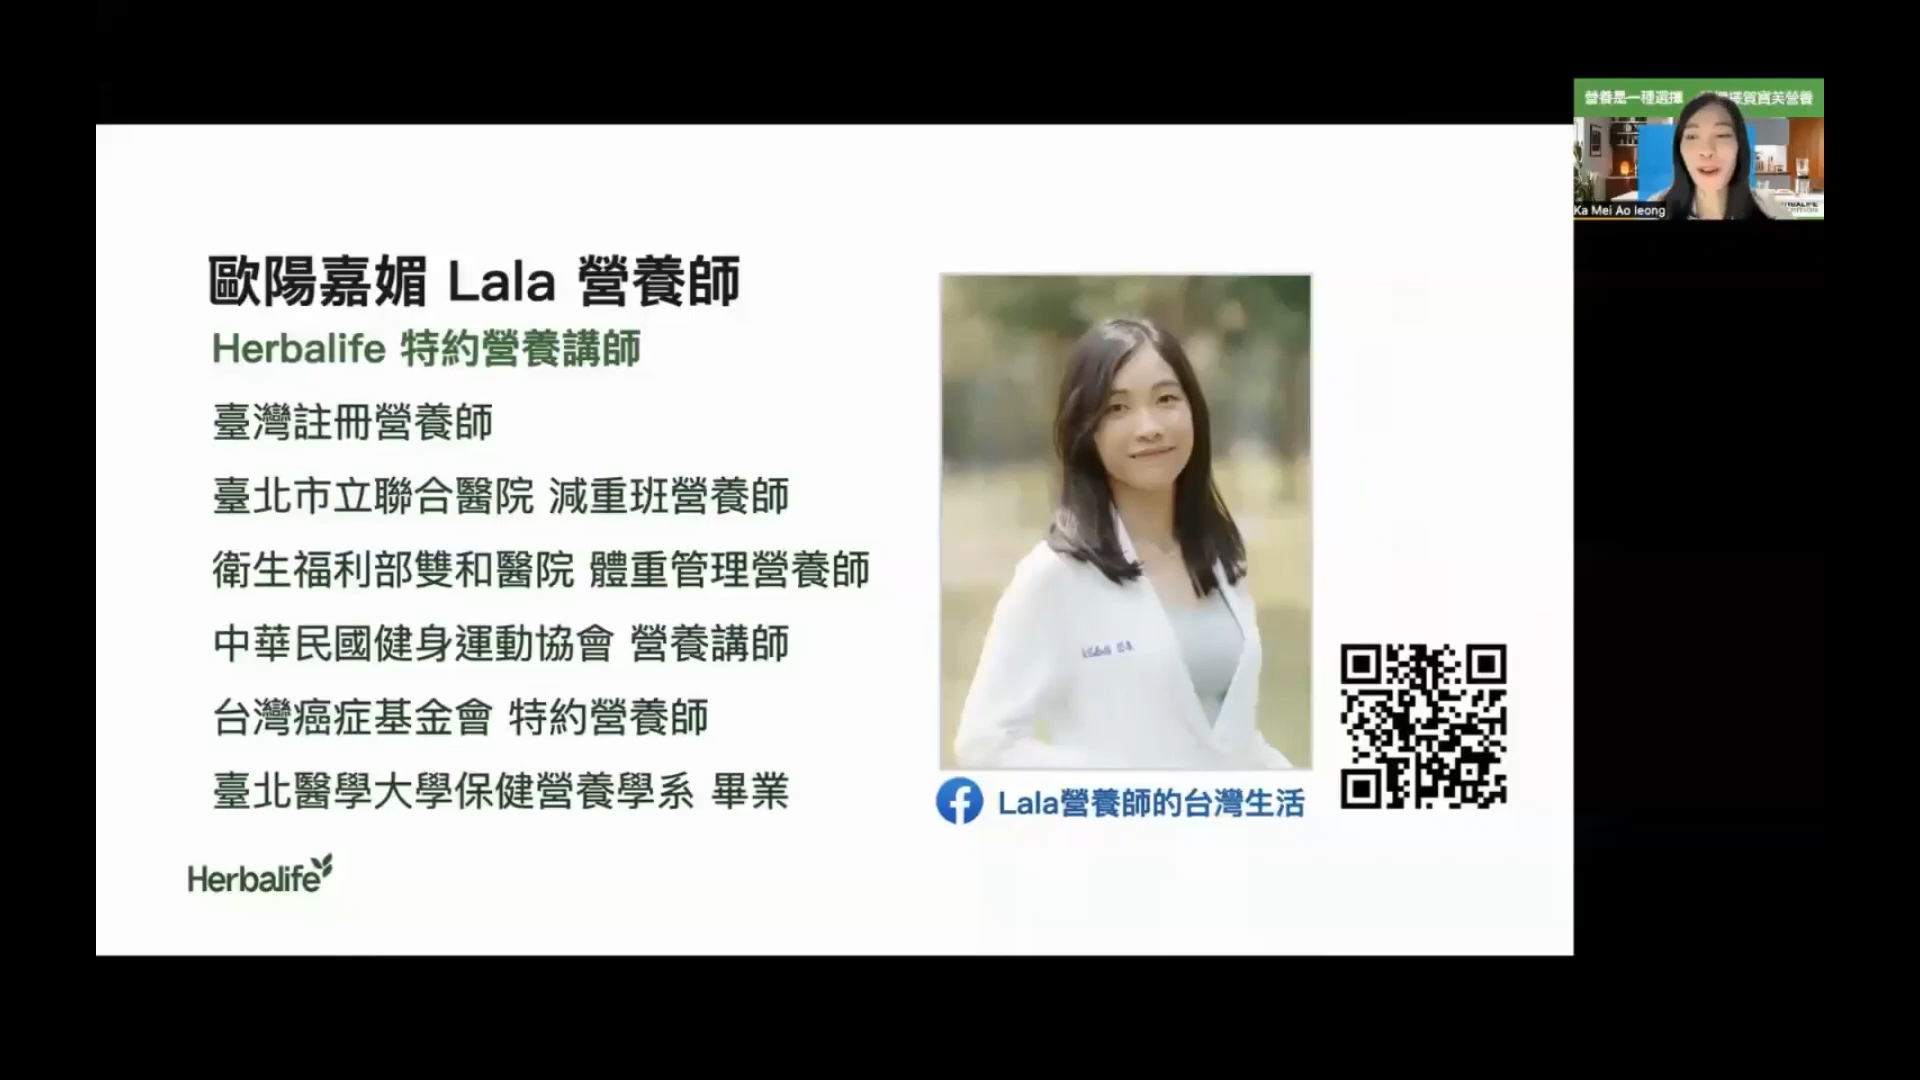 營養是一種選擇
擇賀寶芙營養
Ka Mei Ao Ieong
歐陽嘉媚 Lala 營養師
Herbalife 特約營養講師
臺灣註冊營養師
臺北市立聯合醫院 減重班營養師
衛生福利部雙和醫院 體重管理營養師
中華民國健身運動協會 營養講師
台灣癌症基金會 特約營養師
臺北醫學大學保健營養學系 畢業
Lala營養師的台灣生活
Herbalife